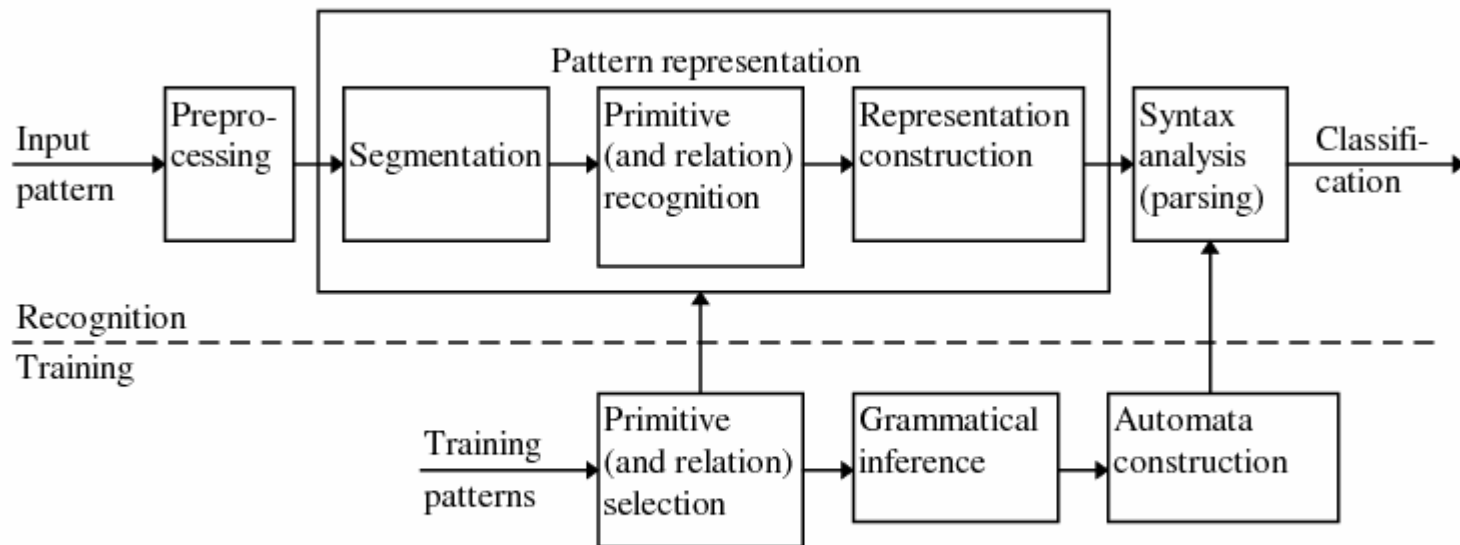 Pattern representation
Input
pattern
Prepro-
cessing
Segmentation
Primitive
(and relation)
recognition
Representation
construction
Syntax
analysis
(parsing)
Classifi-
cation
Recognition
Training
Training
patterns
Primitive
(and relation)
selection
Grammatical
inference
Automata
construction